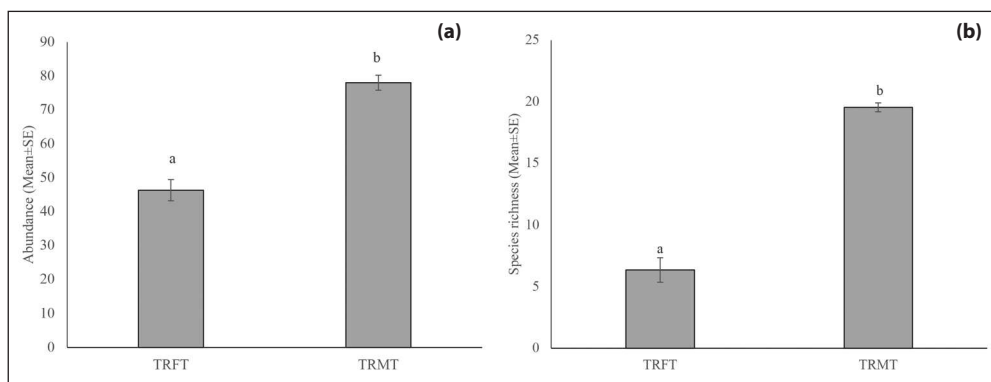 (a)
Abundance (Mean±SE)
90
80
70
60
50
40
30
20
10
0
a
b
TRFT
TRMT
(b)
Species richness (Mean±SE)
25
20
15
10
5
0
a
b
TRFT
TRMT